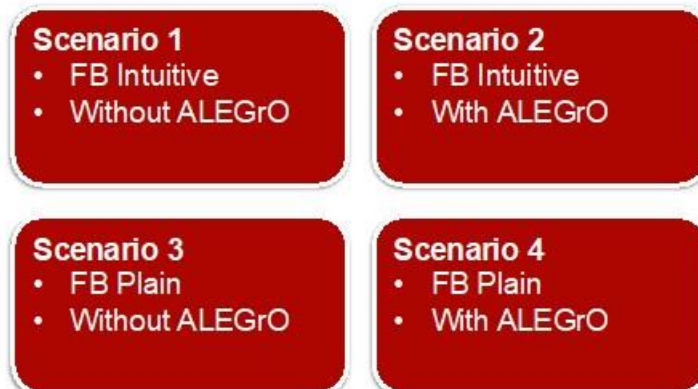 Scenario 1
• FB Intuitive
• Without ALEGrO
Scenario 2
• FB Intuitive
• With ALEGrO
Scenario 3
• FB Plain
• Without ALEGrO
Scenario 4
• FB Plain
• With ALEGrO